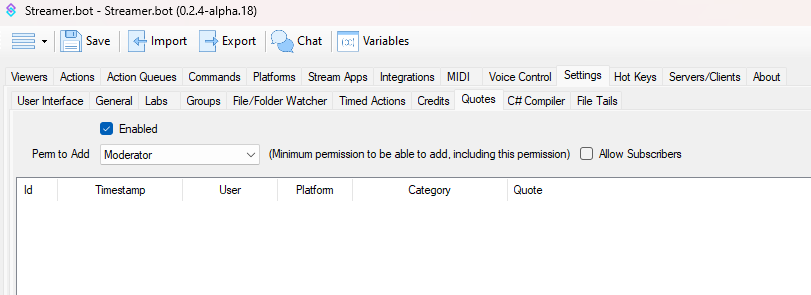 Streamer.bot - Streamer.bot (0.2.4-alpha.18)
Save Import Export Chat Variables
Viewers Actions Action Queues Commands Platforms Stream Apps Integrations MIDI Voice Control Settings Hot Keys Servers/Clients About
User Interface General Labs Groups File/Folder Watcher Timed Actions Credits Quotes C# Compiler File Tails
Enabled
Perm to Add Moderator (Minimum permission to be able to add, including this permission) Allow Subscribers
Id Timestamp User Platform Category Quote